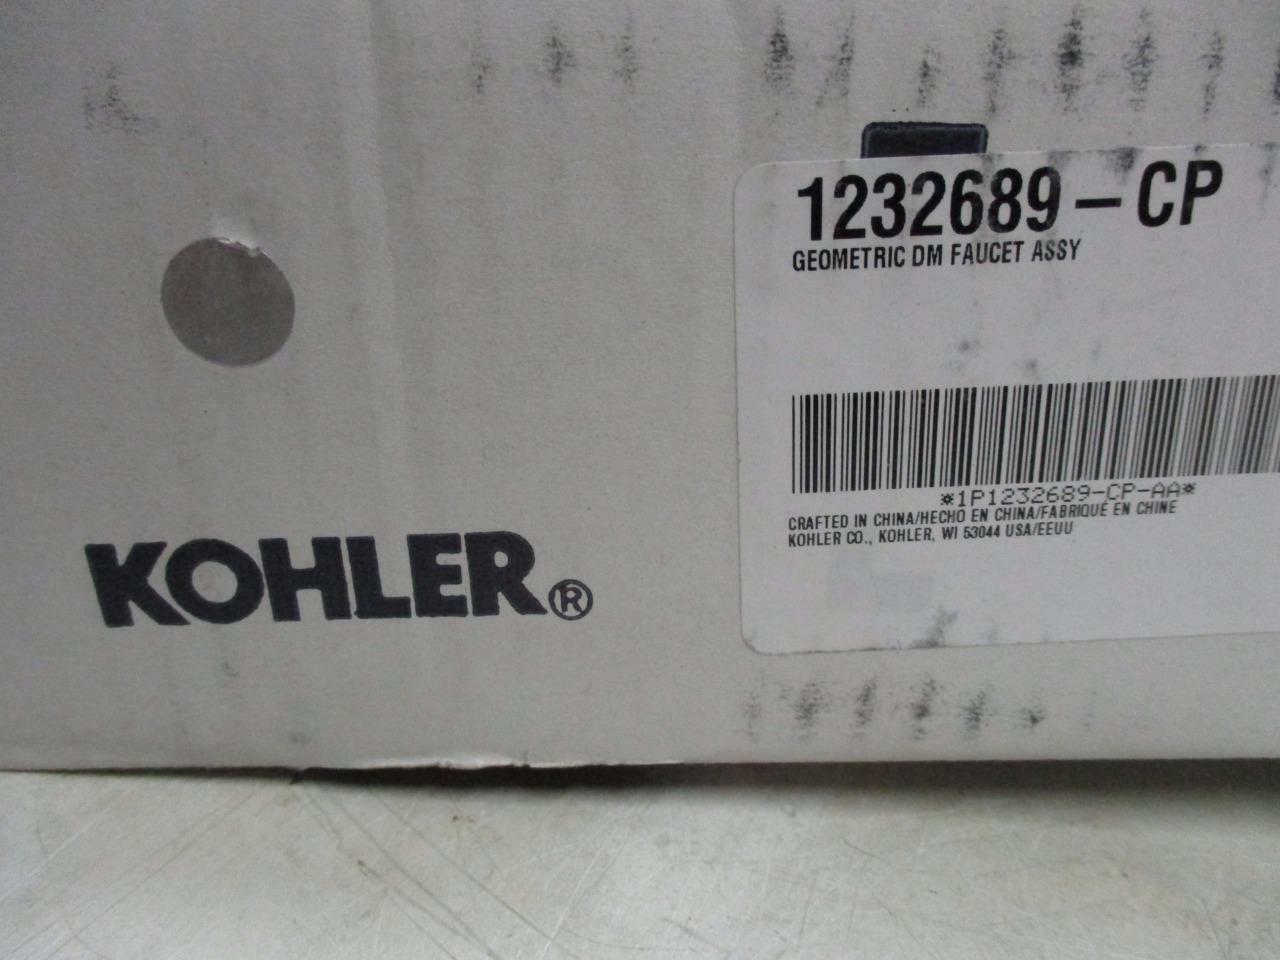 1232689-CP
GEOMETRIC DM FAUCET ASSY
*1P1232689-CP-AA*
CRAFTED IN CHINA/HECHO EN CHINA/FABRIQUÉ EN CHINE
KOHLER CO., KOHLER, WI 53044 USA/EEUU
KOHLER®